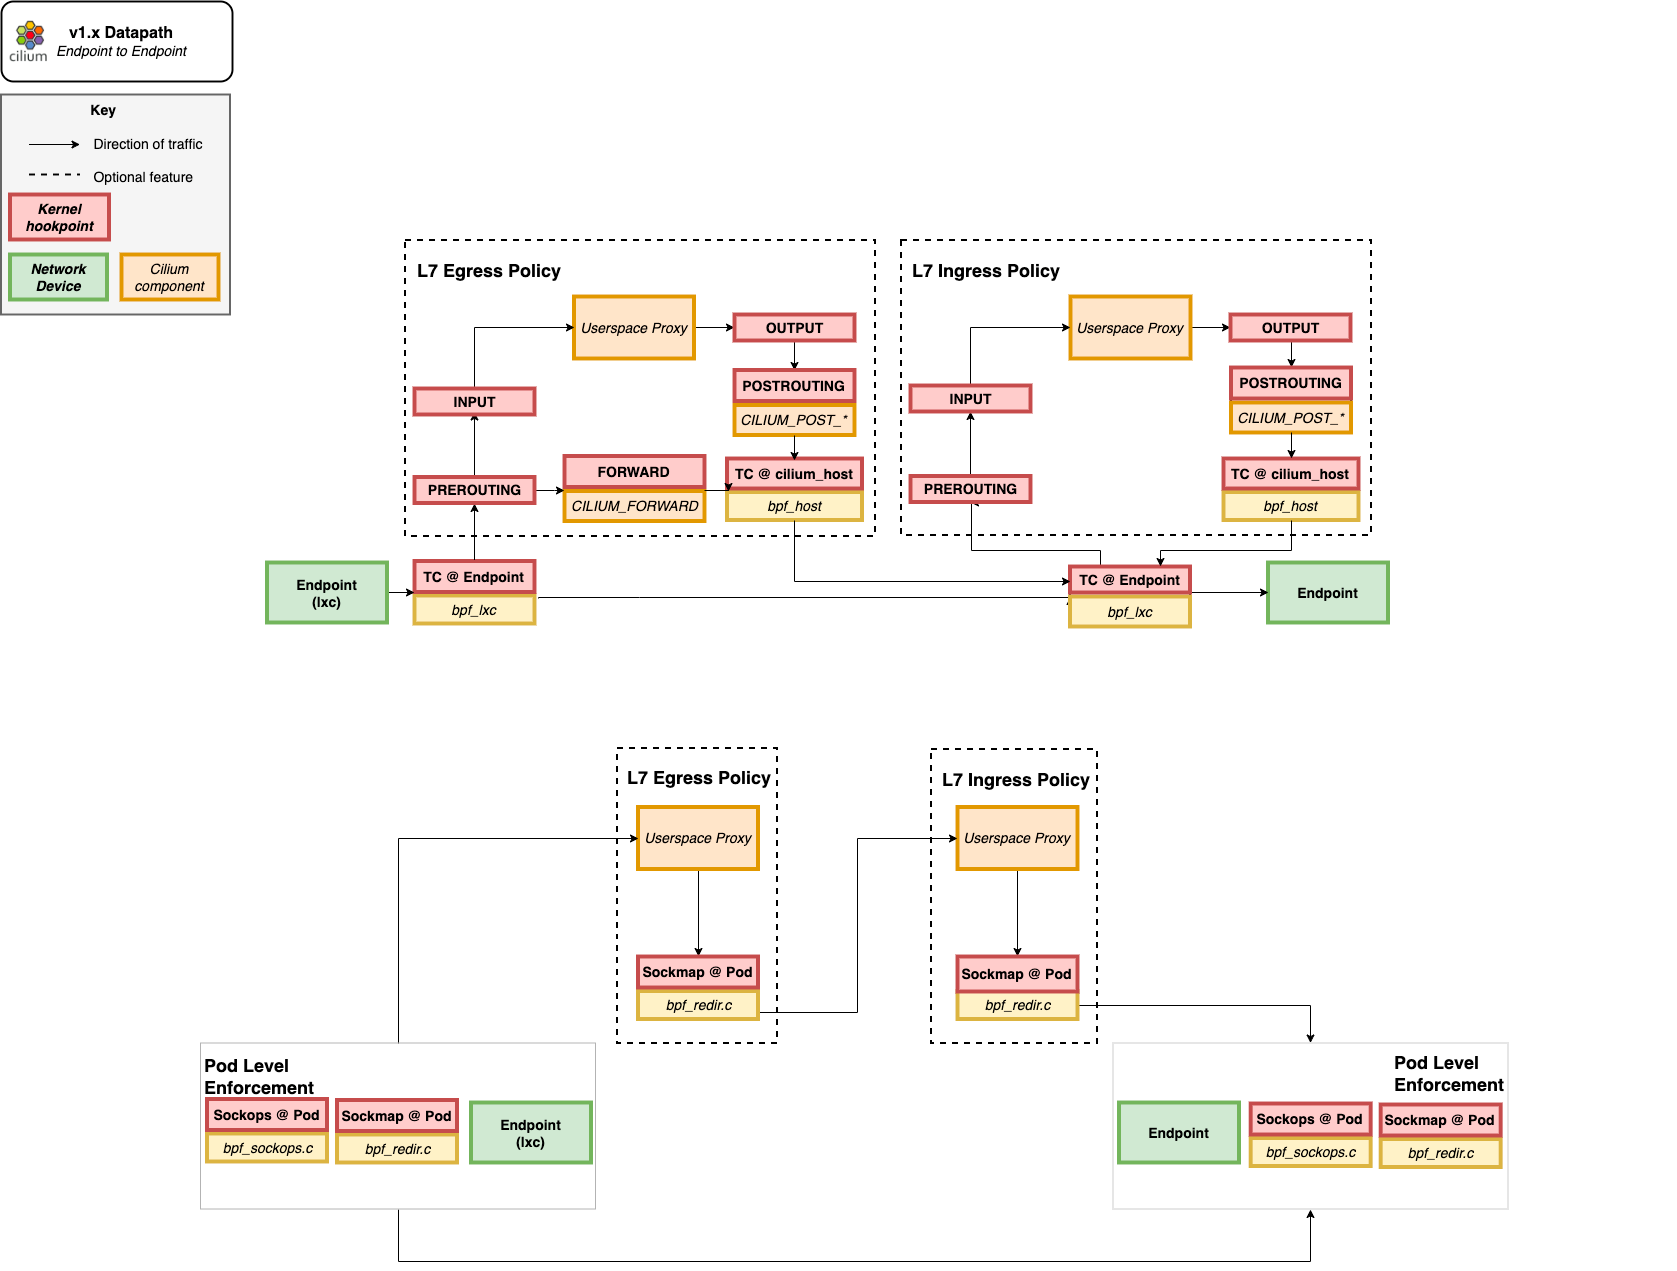 v1.x Datapath
Endpoint to Endpoint
cilium
Key
Direction of traffic
Optional feature
Kernel
hookpoint
Network
Device
Cilium
component
L7 Egress Policy
Userspace Proxy
OUTPUT
POSTROUTING
CILIUM_POST_*
INPUT
FORWARD
CILIUM_FORWARD
TC @ cilium_host
bpf_host
PREROUTING
L7 Ingress Policy
Userspace Proxy
OUTPUT
POSTROUTING
CILIUM_POST_*
INPUT
TC @ cilium_host
bpf_host
PREROUTING
Endpoint
(lxc)
TC @ Endpoint
bpf_lxc
TC @ Endpoint
bpf_lxc
Endpoint
L7 Egress Policy
Userspace Proxy
Sockmap @ Pod
bpf_redir.c
L7 Ingress Policy
Userspace Proxy
Sockmap @ Pod
bpf_redir.c
Pod Level
Enforcement
Sockops @ Pod
bpf_sockops.c
Sockmap @ Pod
bpf_redir.c
Endpoint
(lxc)
Pod Level
Enforcement
Endpoint
Sockops @ Pod
bpf_sockops.c
Sockmap @ Pod
bpf_redir.c